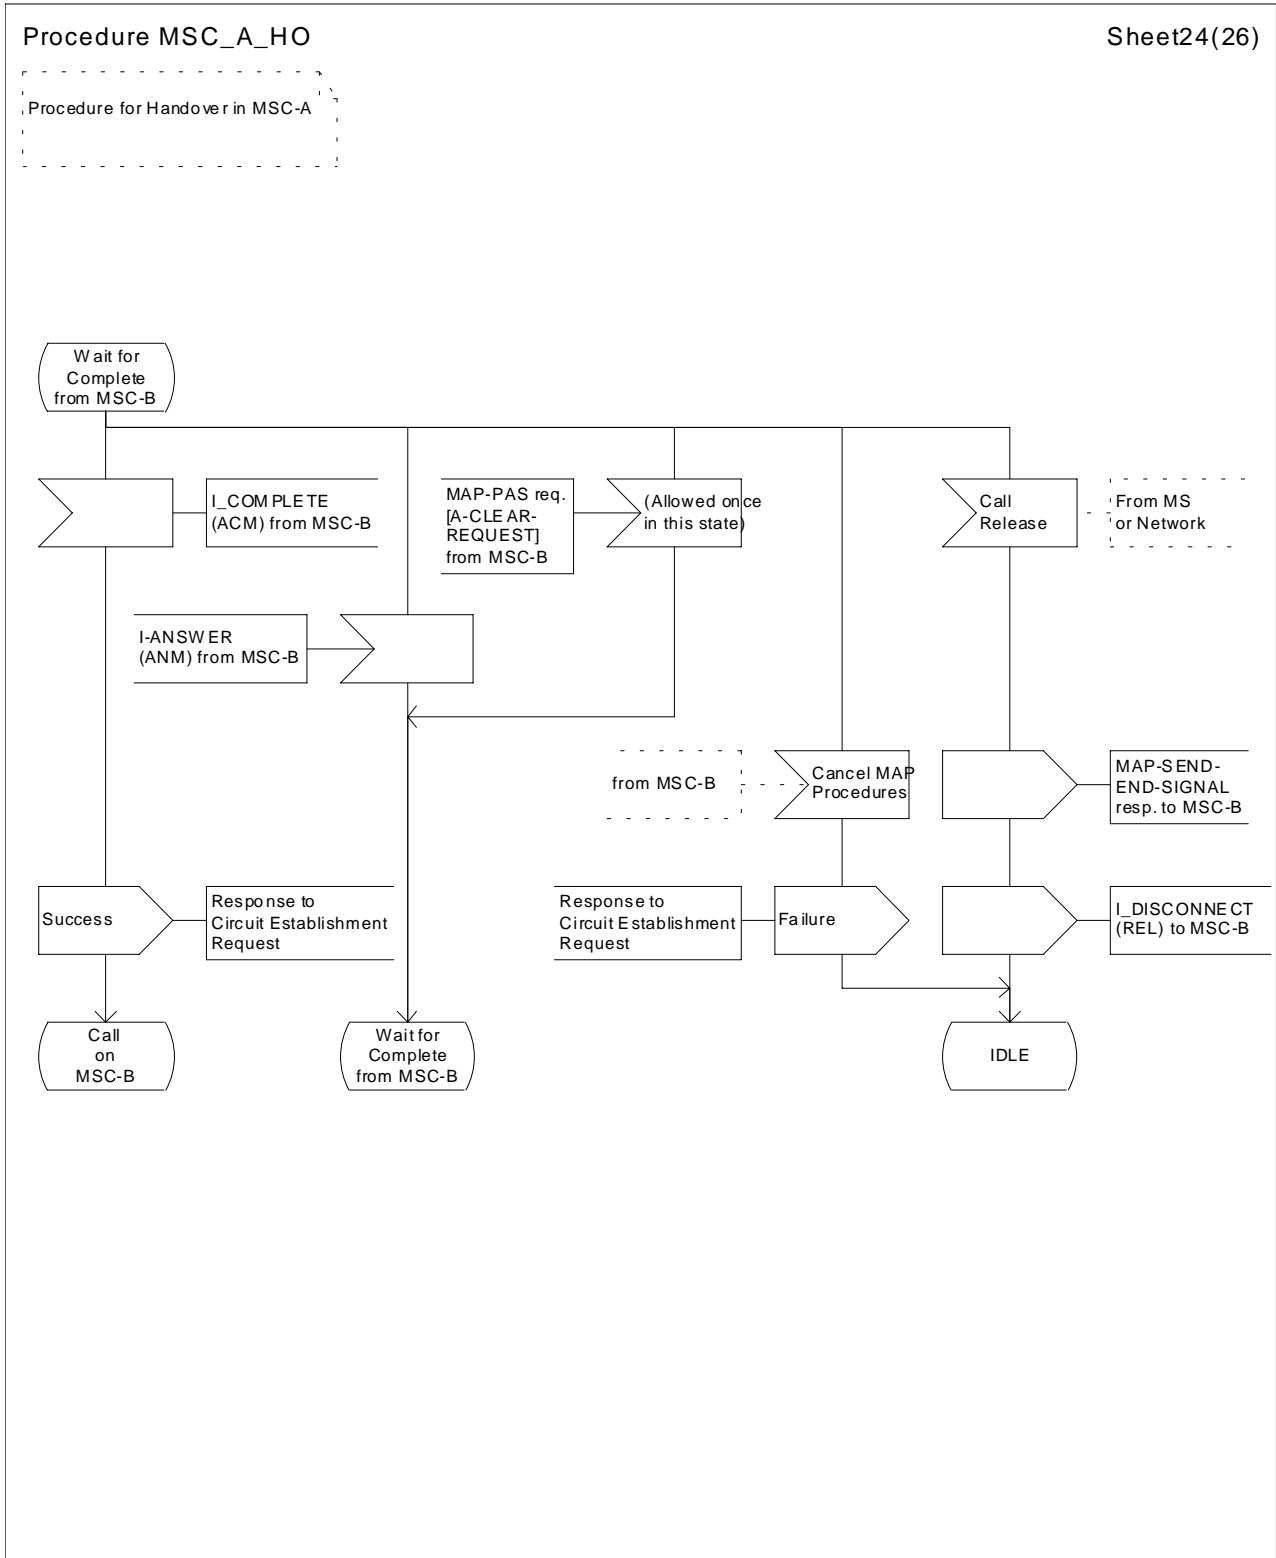 Procedure MSC_A_HO
Sheet24(26)
Procedure for Handover in MSC-A
Wait for
Complete
from MSC-B
I_COMPLETE
(ACM) from MSC-B
MAP-PAS req.
[A-CLEAR-
REQUEST]
from MSC-B
(Allowed once
in this state)
Call
Release
From MS
or Network
I-ANSWER
(ANM) from MSC-B
from MSC-B
Cancel MAP
Procedures
MAP-SEND-
END-SIGNAL
resp. to MSC-B
Success
Response to
Circuit Establishment
Request
Response to
Circuit Establishment
Request
Failure
I_DISCONNECT
(REL) to MSC-B
Call
on
MSC-B
Wait for
Complete
from MSC-B
IDLE